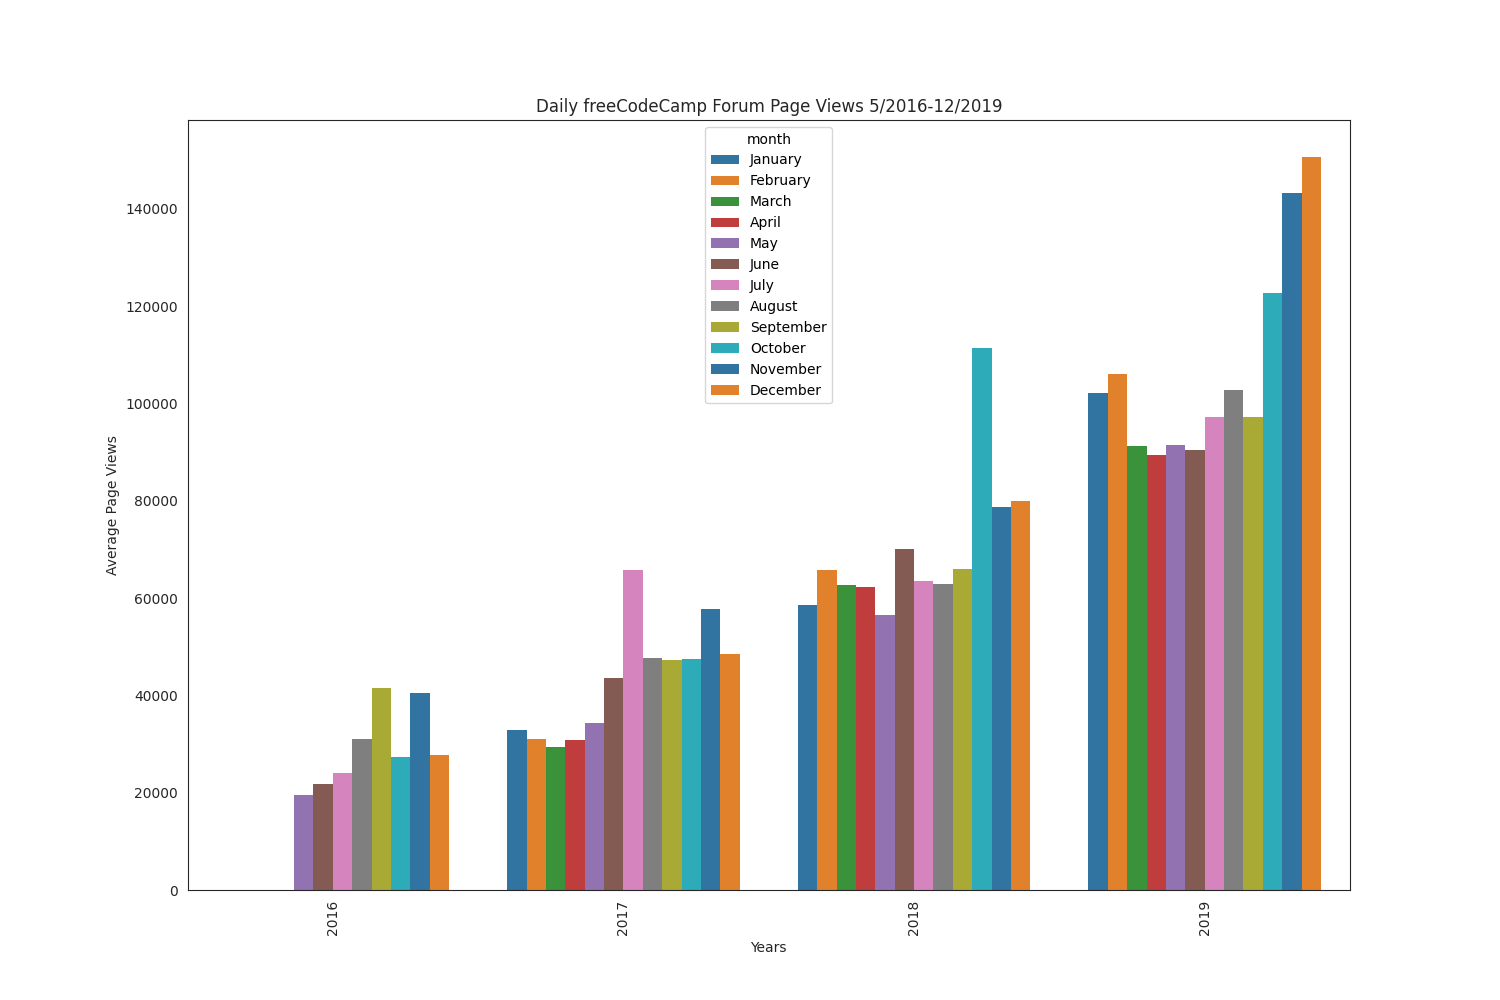 Daily freeCodeCamp Forum Page Views 5/2016-12/2019
month
January
February
March
April
May
June
July
August
September
October
November
December
Average Page Views
140000
120000
100000
80000
60000
40000
20000
0
2016
2017
2018
2019
Years